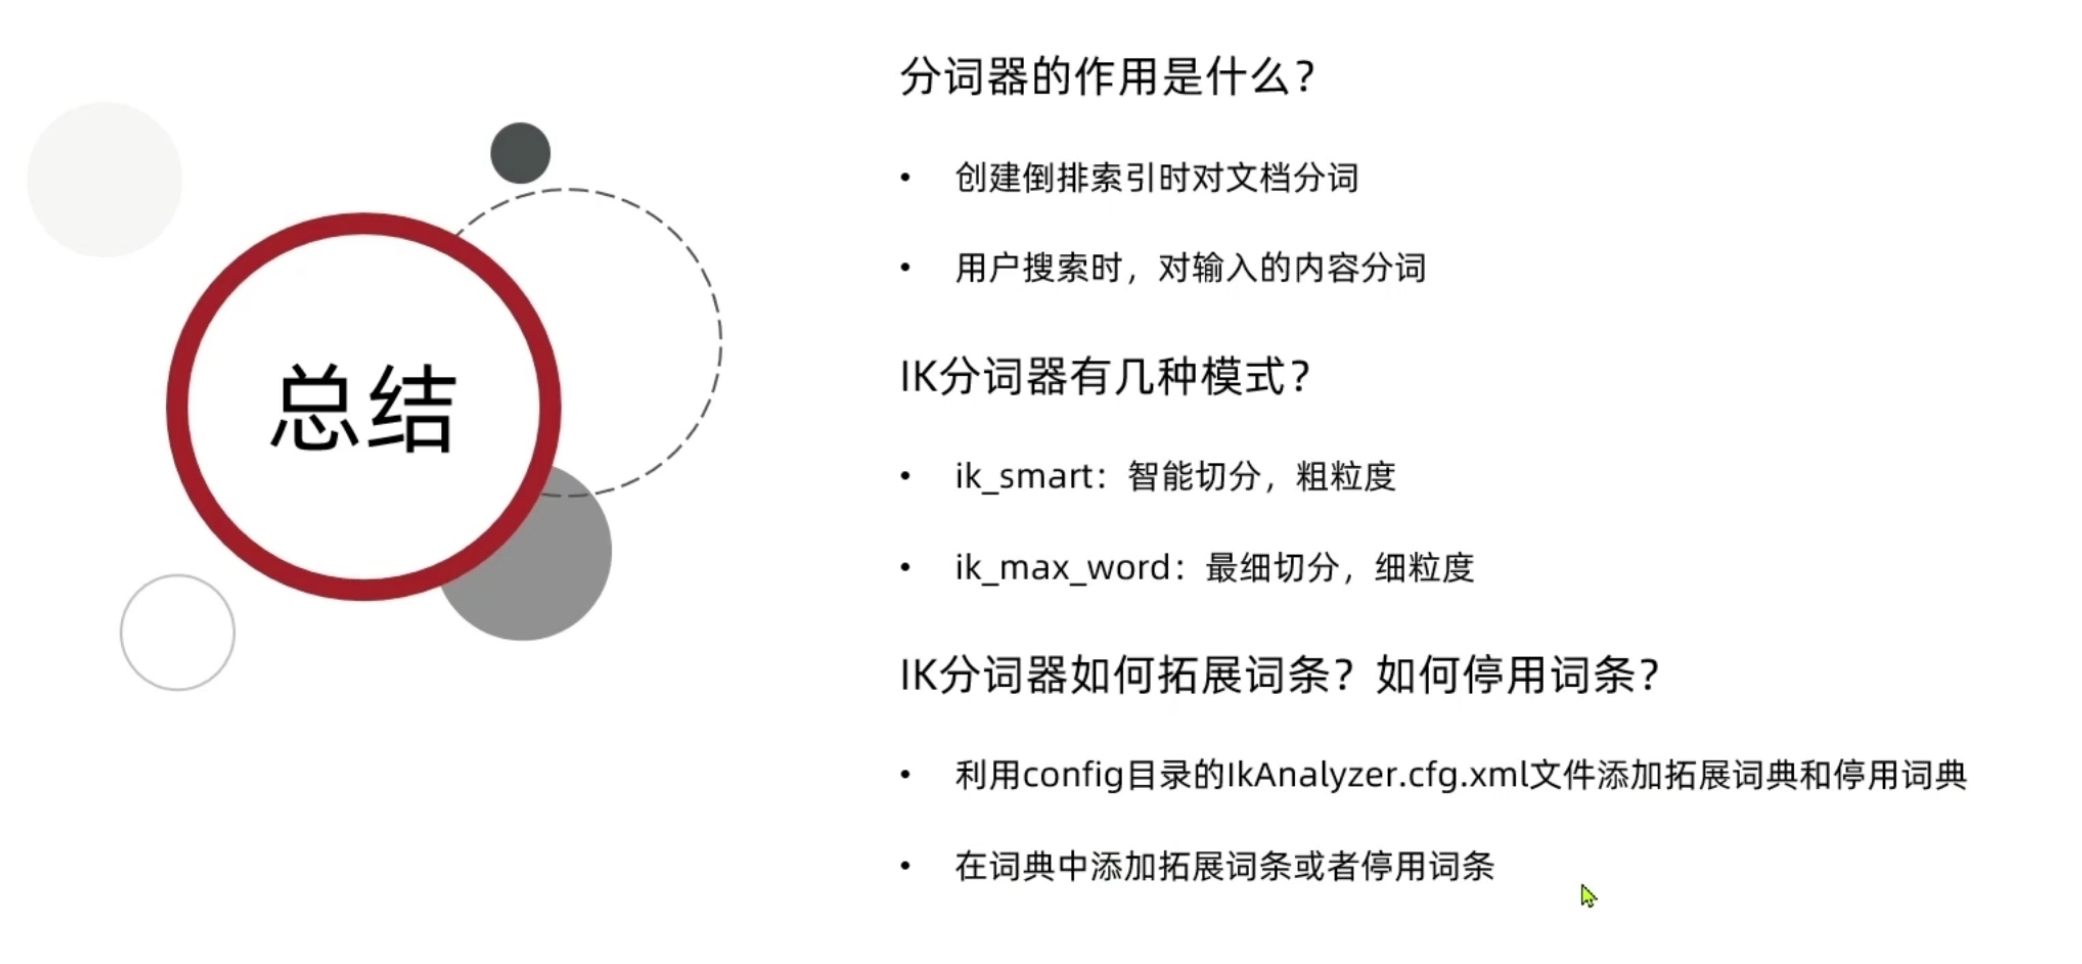 总结
分词器的作用是什么？
• 创建倒排索引时对文档分词
• 用户搜索时，对输入的内容分词
IK分词器有几种模式？
• ik_smart：智能切分，粗粒度
• ik_max_word：最细切分，细粒度
IK分词器如何拓展词条？如何停用词条？
• 利用config目录的IkAnalyzer.cfg.xml文件添加拓展词典和停用词典
• 在词典中添加拓展词条或者停用词条